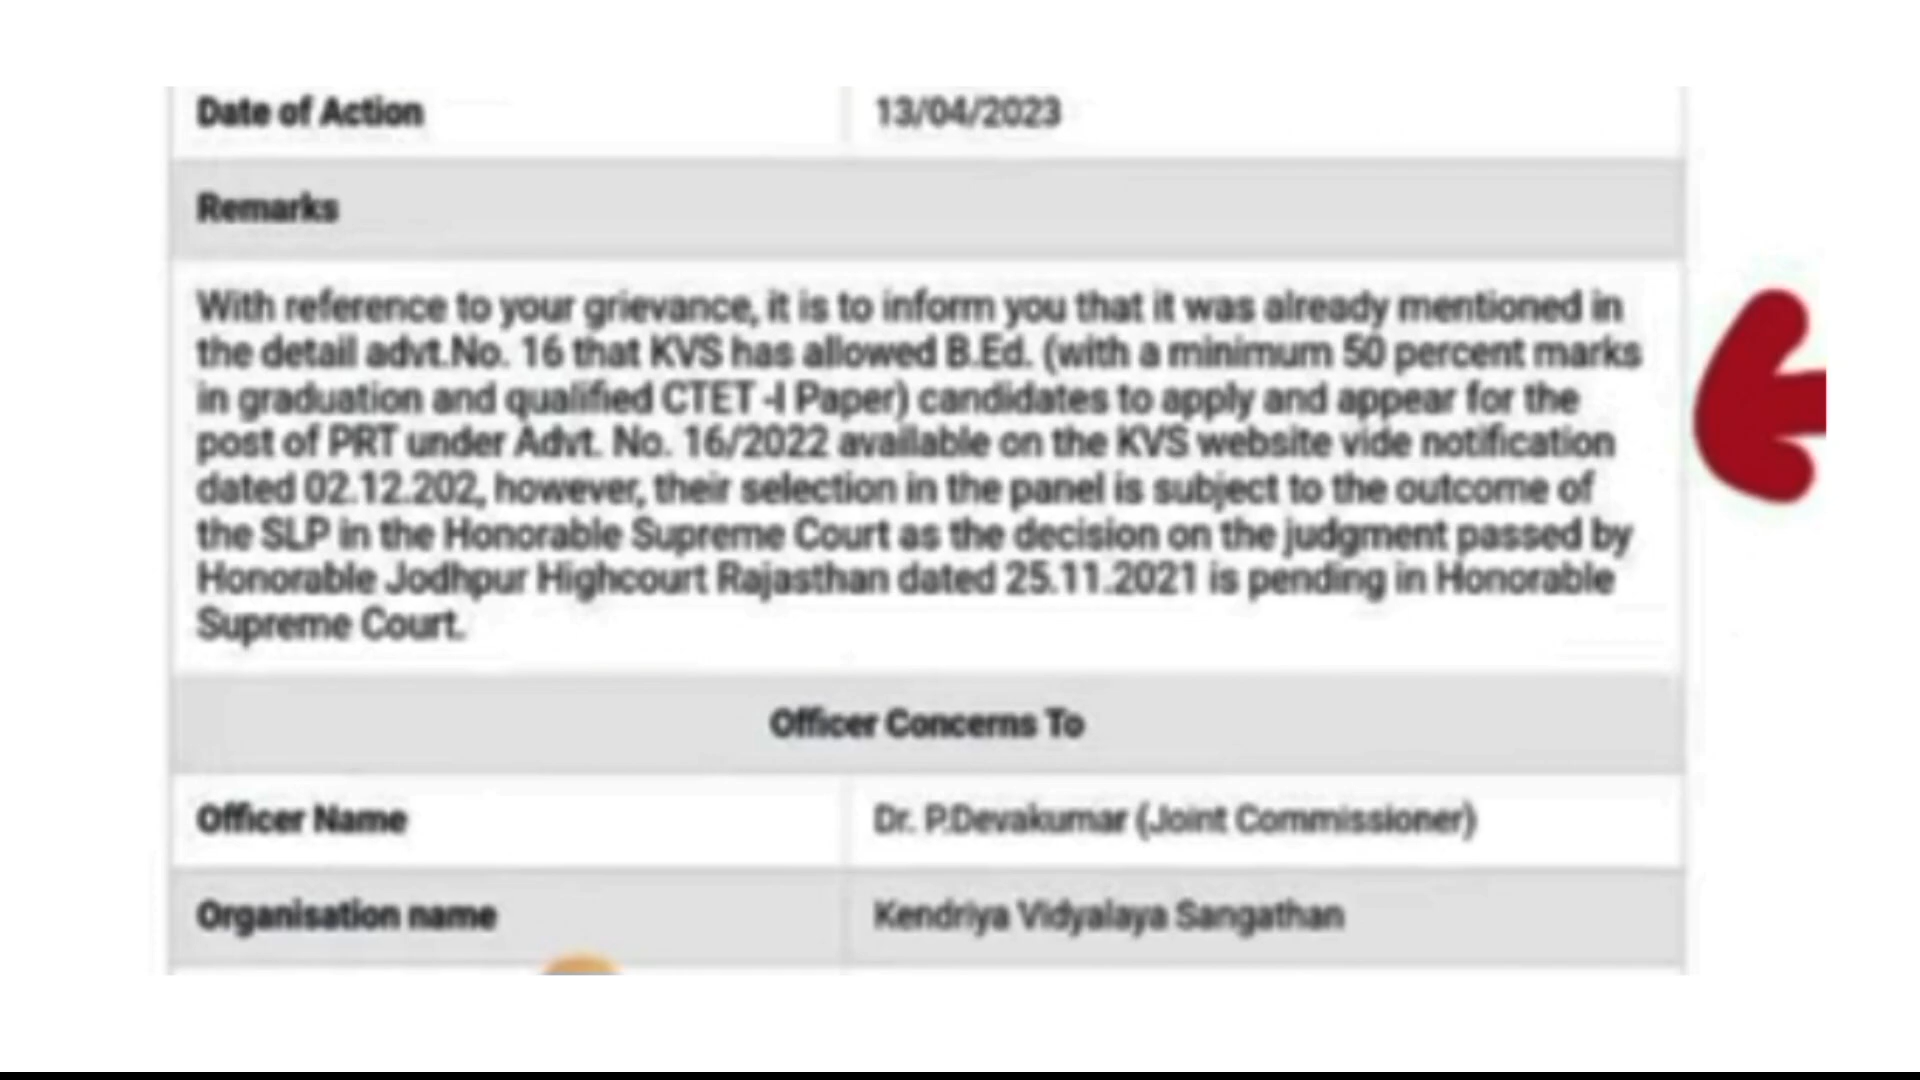 Date of Action 13/04/2023
Remarks
With reference to your grievance, it is to inform you that it was already mentioned in
the detail advt.No. 16 that KVS has allowed B.Ed. (with a minimum 50 percent marks
in graduation and qualified CTET -I Paper) candidates to apply and appear for the
post of PRT under Advt. No. 16/2022 available on the KVS website vide notification
dated 02.12.202, however, their selection in the panel is subject to the outcome of
the SLP in the Honorable Supreme Court as the decision on the judgment passed by
Honorable Jodhpur Highcourt Rajasthan dated 25.11.2021 is pending in Honorable
Supreme Court.
Officer Concerns To
Officer Name Dr. P.Devakumar (Joint Commissioner)
Organisation name Kendriya Vidyalaya Sangathan